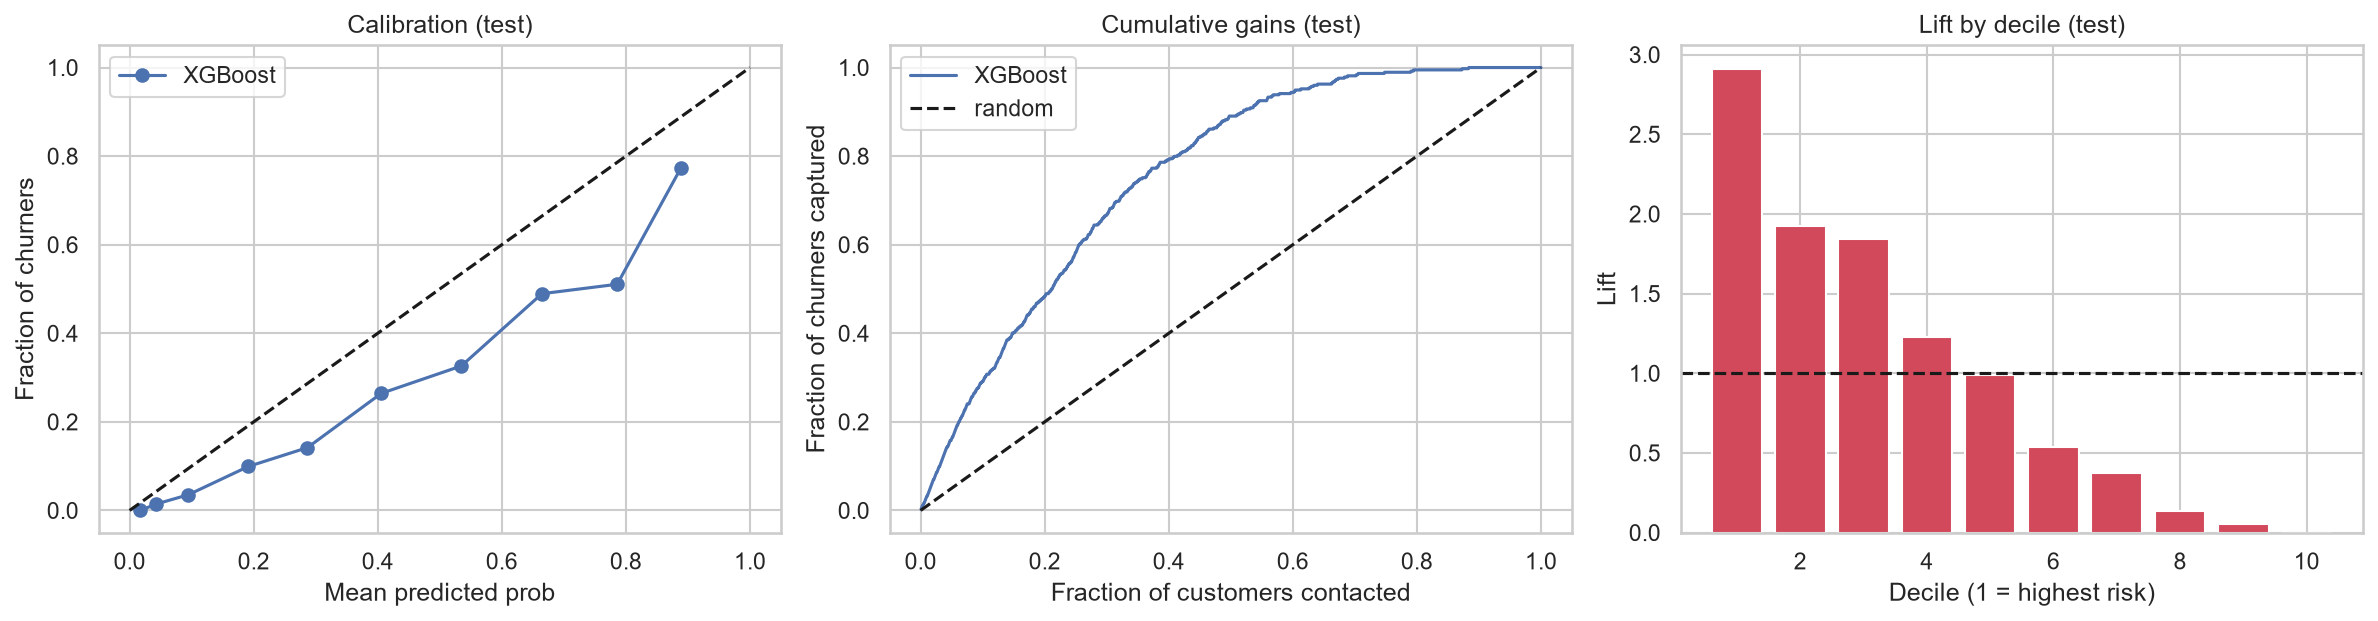 Calibration (test)
XGBoost
1.0
0.8
0.6
0.4
0.2
0.0
Fraction of churners
0.0 0.2 0.4 0.6 0.8 1.0
Mean predicted prob
Cumulative gains (test)
XGBoost
random
1.0
0.8
0.6
0.4
0.2
0.0
Fraction of churners captured
0.0 0.2 0.4 0.6 0.8 1.0
Fraction of customers contacted
Lift by decile (test)
3.0
2.5
2.0
1.5
1.0
0.5
0.0
Lift
2 4 6 8 10
Decile (1 = highest risk)